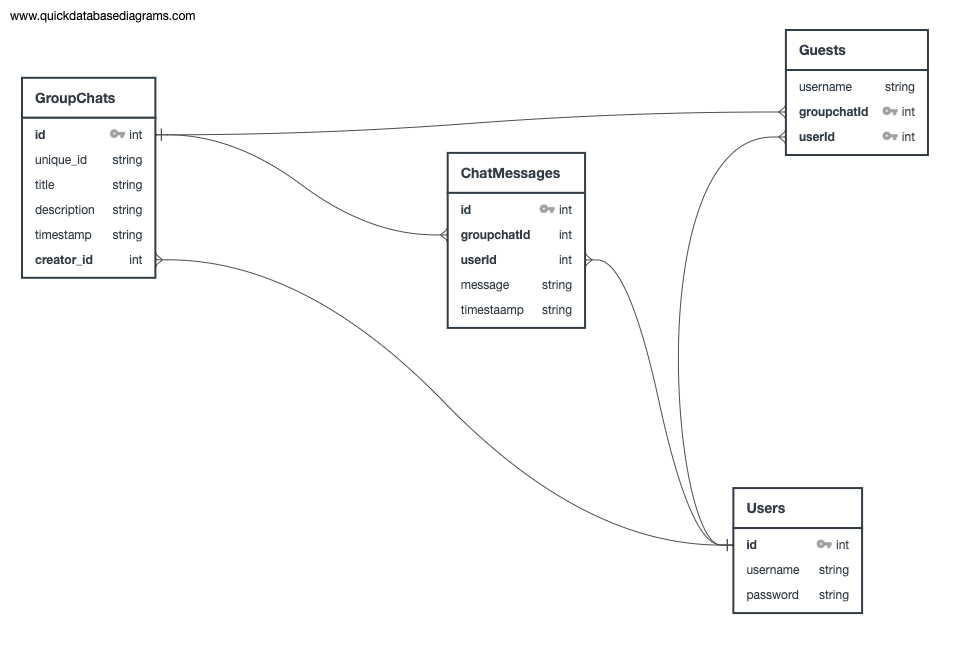 www.quickdatabasediagrams.com
GroupChats
id int
unique_id string
title string
description string
timestamp string
creator_id int
ChatMessages
id int
groupchatId int
userId int
message string
timestaamp string
Guests
username string
groupchatId int
userId int
Users
id int
username string
password string